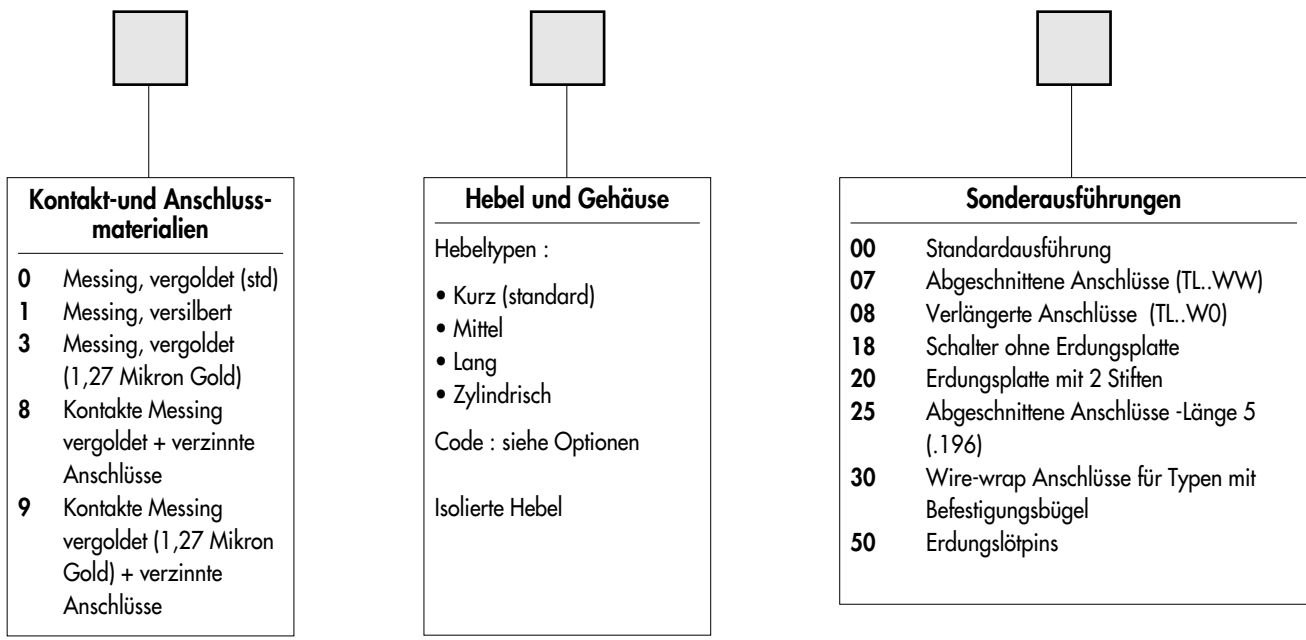 Kontakt-und Anschluss-
materialien
0 Messing, vergoldet (std)
1 Messing, versilbert
3 Messing, vergoldet
(1,27 Mikron Gold)
8 Kontakte Messing
vergoldet + verzinnte
Anschlüsse
9 Kontakte Messing
vergoldet (1,27 Mikron
Gold) + verzinnte
Anschlüsse
Hebel und Gehäuse
Hebeltypen :
• Kurz (standard)
• Mittel
• Lang
• Zylindrisch
Code : siehe Optionen
Isolierte Hebel
Sonderausführungen
00 Standardausführung
07 Abgeschnittene Anschlüsse (TL..WW)
08 Verlängerte Anschlüsse (TL..W0)
18 Schalter ohne Erdungsplatte
20 Erdungsplatte mit 2 Stiften
25 Abgeschnittene Anschlüsse -Länge 5
(.196)
30 Wire-wrap Anschlüsse für Typen mit
Befestigungsbügel
50 Erdungslötpins